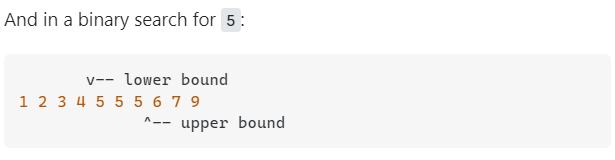 And in a binary search for 5:
v-- lower bound
1 2 3 4 5 5 5 6 7 9
^-- upper bound